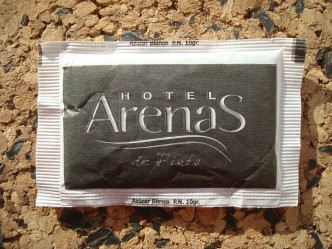 Azúcar Blanco P.N. 10gr.
HOTEL
ArenaS
de Pinto
Azúcar Blanco P.N. 10gr.